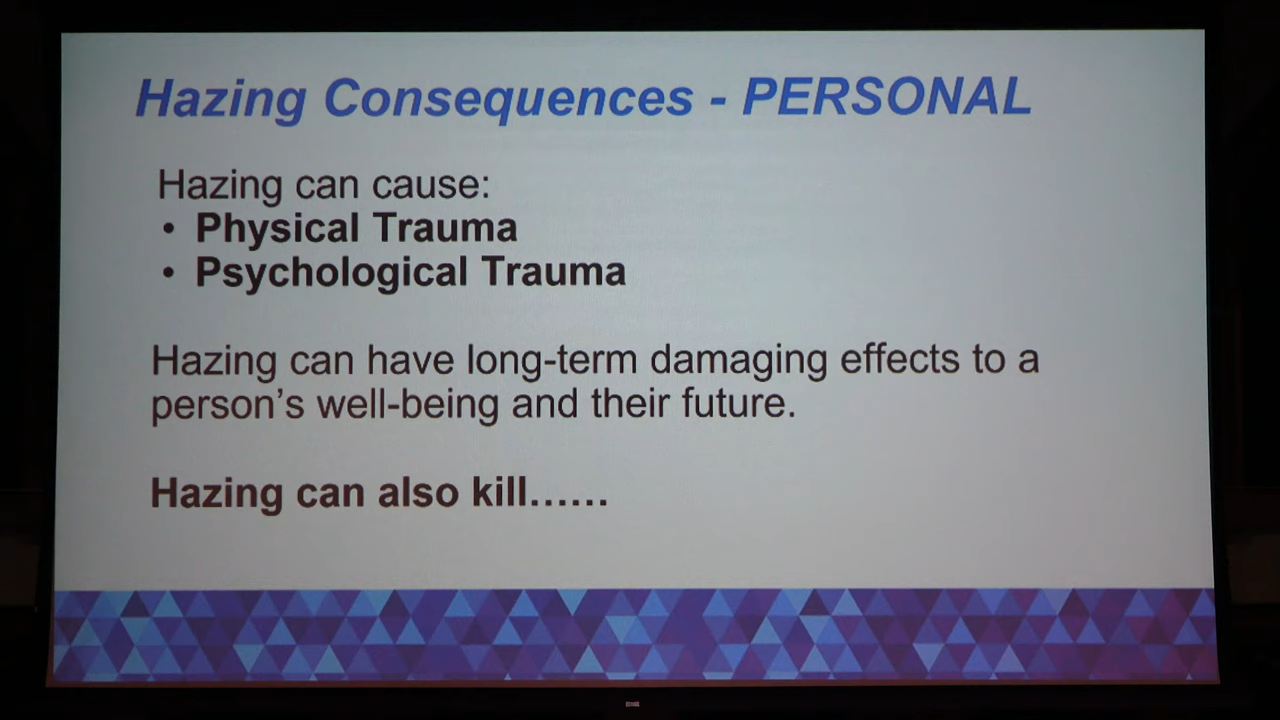 Hazing Consequences - PERSONAL
Hazing can cause:
• Physical Trauma
• Psychological Trauma
Hazing can have long-term damaging effects to a
person’s well-being and their future.
Hazing can also kill……